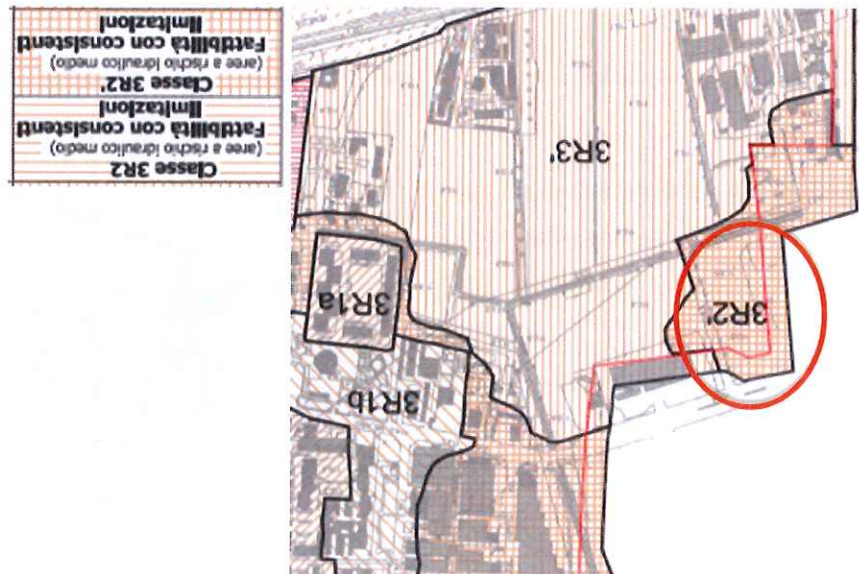 Classe 3R2
(aree a rischio idraulico medio)
Fattibilità con consistenti
limitazioni
Classe 3R2'
(aree a rischio idraulico medio)
Fattibilità con consistenti
limitazioni
3R2'
3R1b
3R1a
3R3'